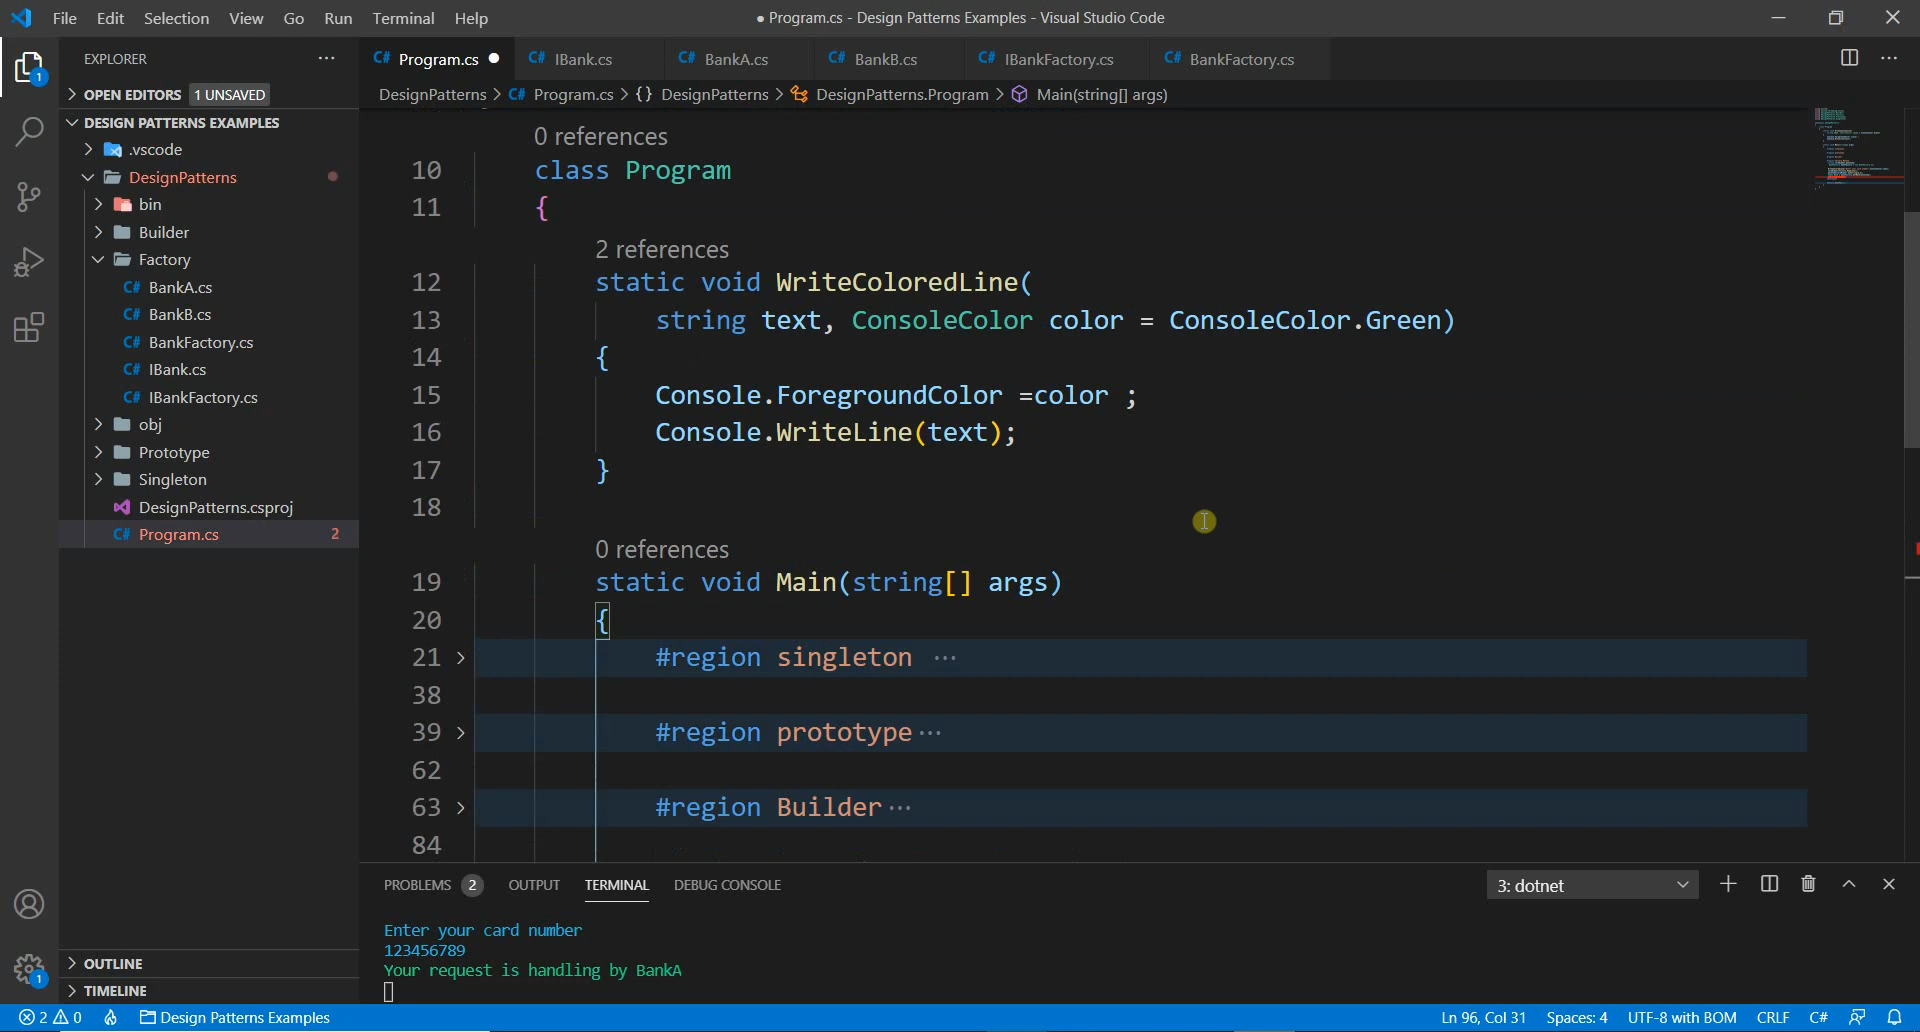 File Edit Selection View Go Run Terminal Help
● Program.cs - Design Patterns Examples - Visual Studio Code
EXPLORER
OPEN EDITORS 1 UNSAVED
DESIGN PATTERNS EXAMPLES
.vscode
DesignPatterns
bin
Builder
Factory
C# BankA.cs
C# BankB.cs
C# BankFactory.cs
C# IBank.cs
C# IBankFactory.cs
obj
Prototype
Singleton
DesignPatterns.csproj
C# Program.cs 2
OUTLINE
TIMELINE
C# Program.cs ● C# IBank.cs C# BankA.cs C# BankB.cs C# IBankFactory.cs C# BankFactory.cs
DesignPatterns > C# Program.cs > {} DesignPatterns > DesignPatterns.Program > Main(string[] args)
0 references
10 class Program
11 {
2 references
12 static void WriteColoredLine(
13 string text, ConsoleColor color = ConsoleColor.Green)
14 {
15 Console.ForegroundColor =color ;
16 Console.WriteLine(text);
17 }
18
0 references
19 static void Main(string[] args)
20 {
21 > #region singleton ···
38
39 > #region prototype···
62
63 > #region Builder···
84
PROBLEMS 2 OUTPUT TERMINAL DEBUG CONSOLE 3: dotnet
Enter your card number
123456789
Your request is handling by BankA
1
1
2 0 Design Patterns Examples Ln 96, Col 31 Spaces: 4 UTF-8 with BOM CRLF C#